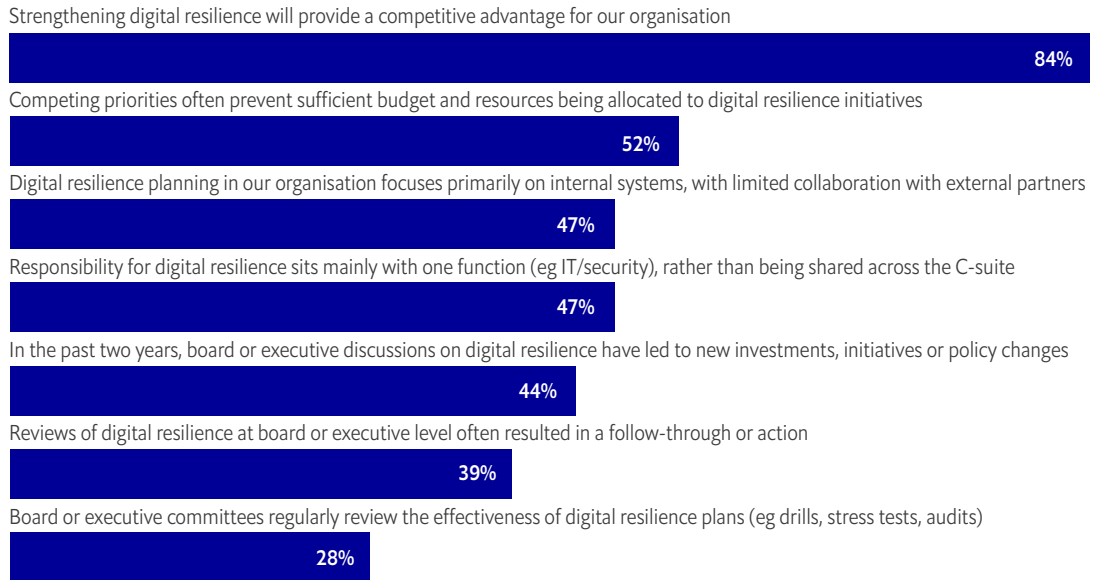 Strengthening digital resilience will provide a competitive advantage for our organisation
84%
Competing priorities often prevent sufficient budget and resources being allocated to digital resilience initiatives
52%
Digital resilience planning in our organisation focuses primarily on internal systems, with limited collaboration with external partners
47%
Responsibility for digital resilience sits mainly with one function (eg IT/security), rather than being shared across the C-suite
47%
In the past two years, board or executive discussions on digital resilience have led to new investments, initiatives or policy changes
44%
Reviews of digital resilience at board or executive level often resulted in a follow-through or action
39%
Board or executive committees regularly review the effectiveness of digital resilience plans (eg drills, stress tests, audits)
28%